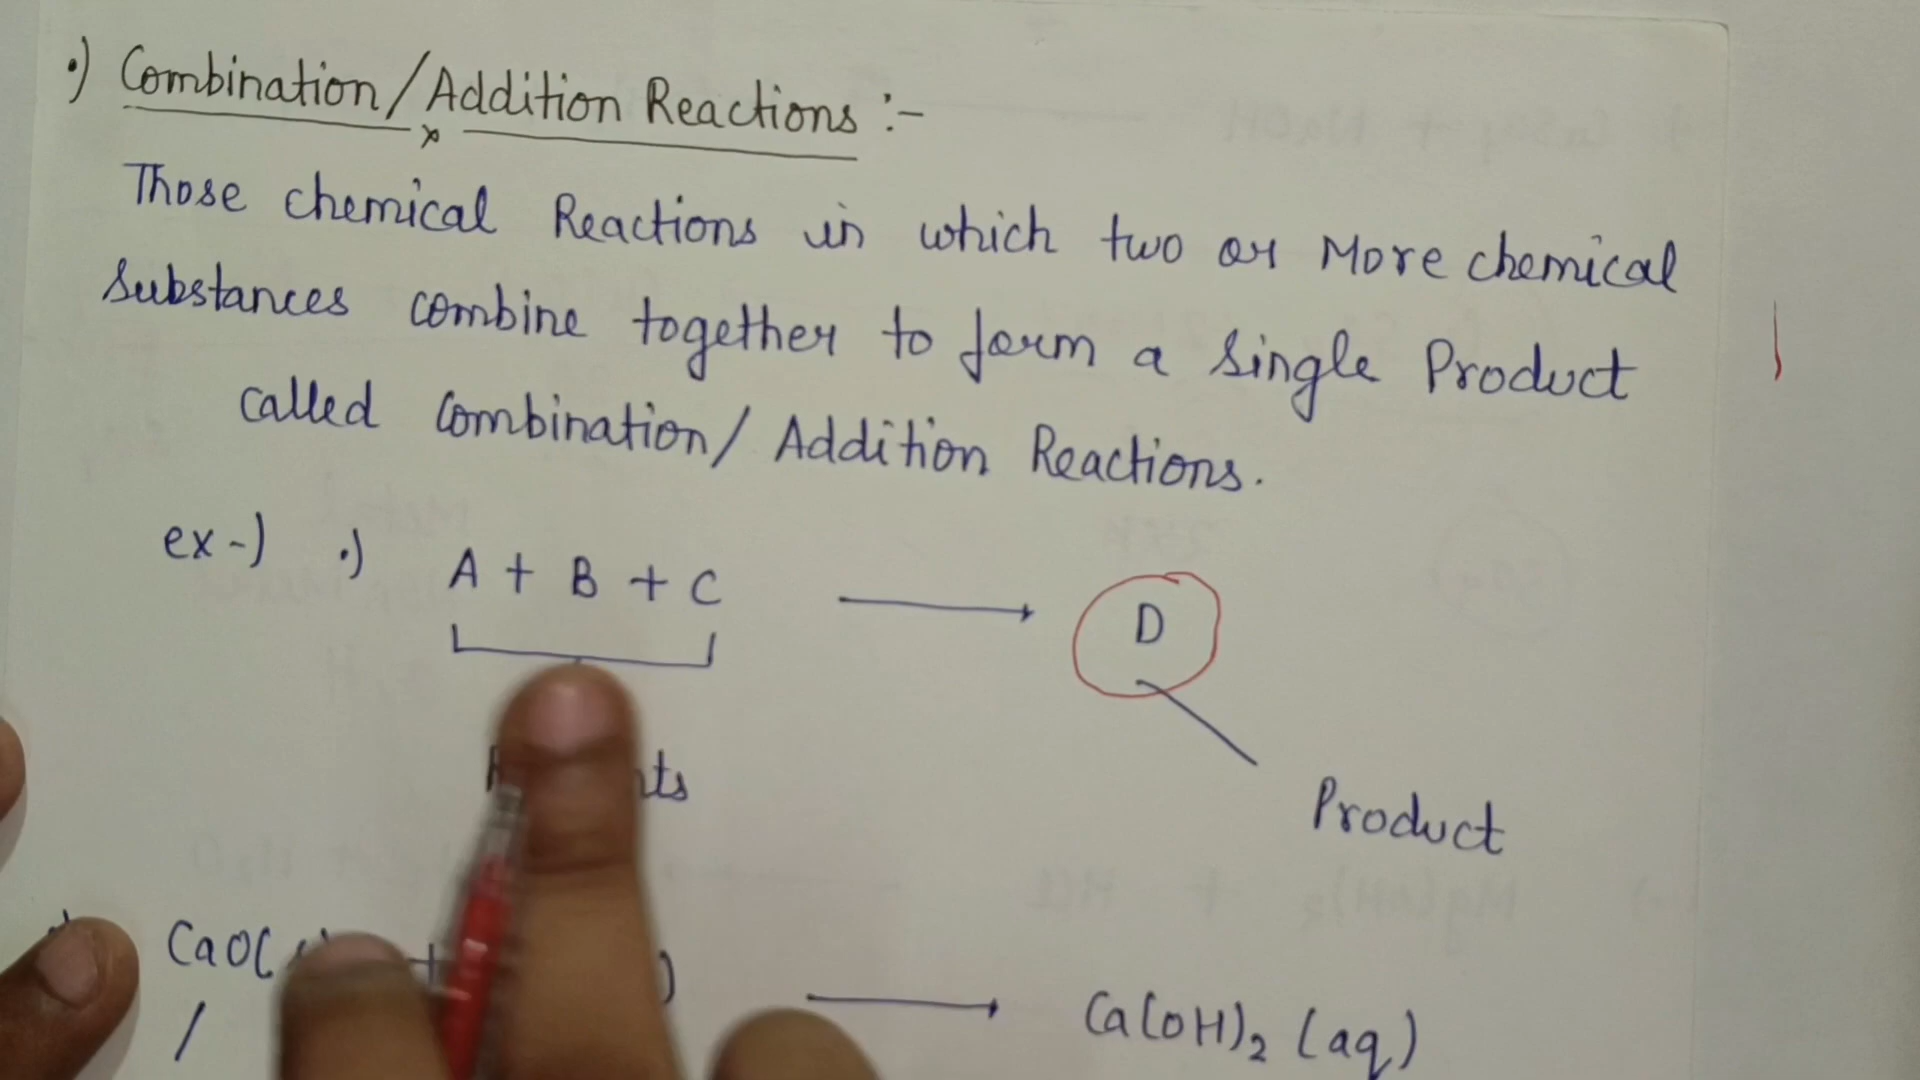 •) Combination/Addition Reactions :-
Those chemical Reactions in which two or More chemical
Substances combine together to form a Single Product
called Combination/ Addition Reactions.
ex-) •) A + B + C ⟶ D
Product
CaO( + ) ⟶ Ca(OH)₂ (aq)